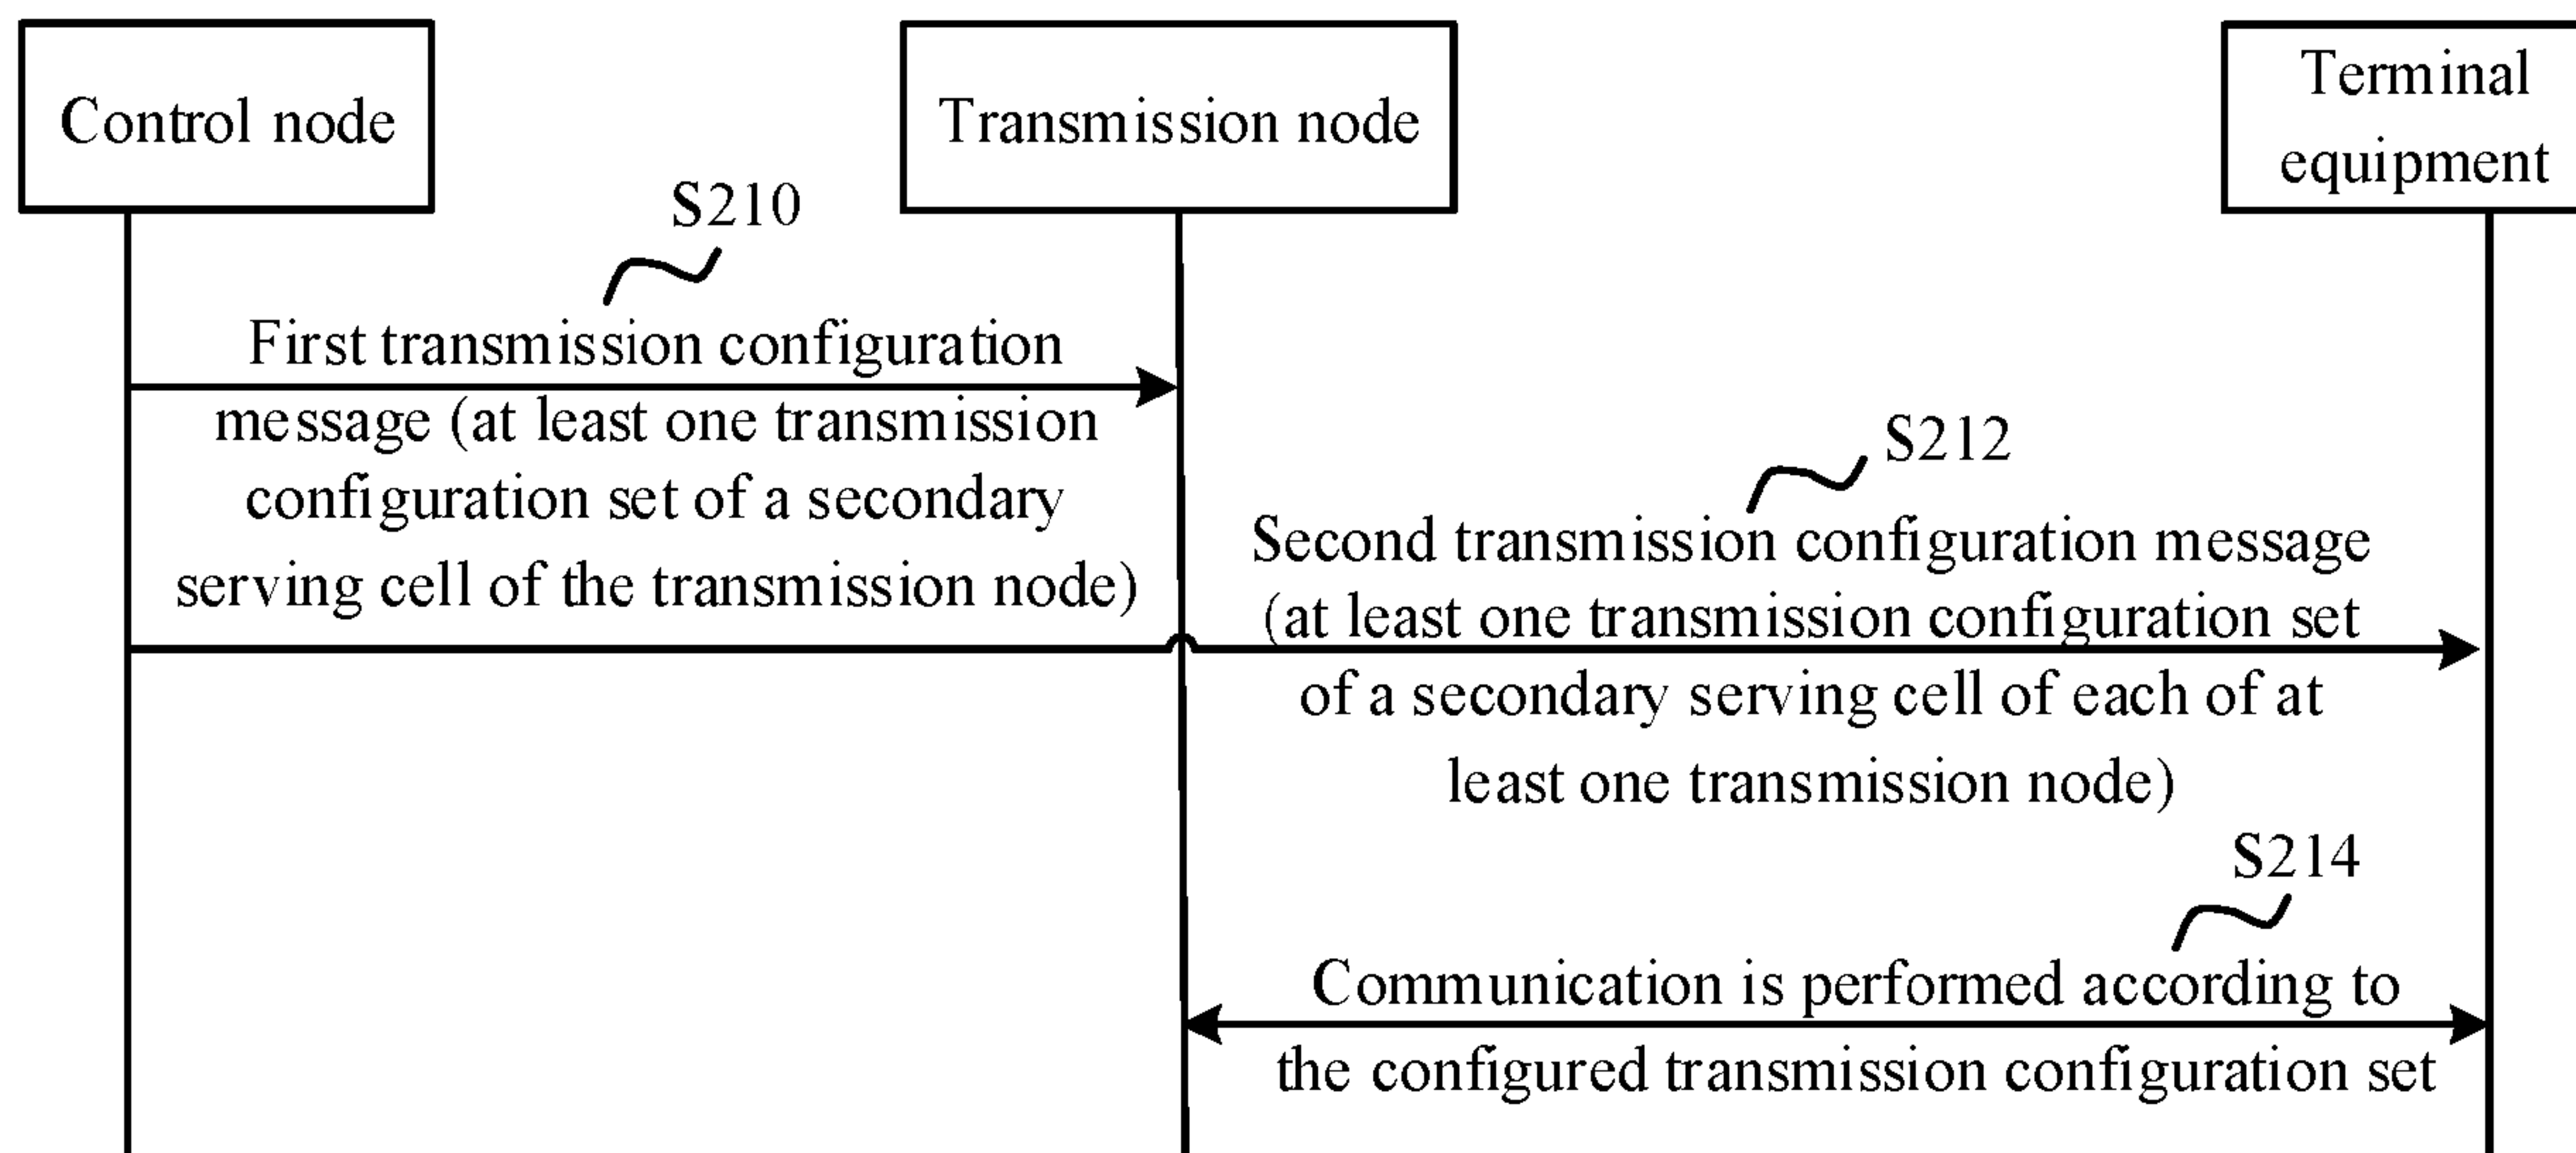 Control node
Transmission node
Terminal
equipment
S210
First transmission configuration
message (at least one transmission
configuration set of a secondary
serving cell of the transmission node)
S212
Second transmission configuration message
(at least one transmission configuration set
of a secondary serving cell of each of at
least one transmission node)
S214
Communication is performed according to
the configured transmission configuration set